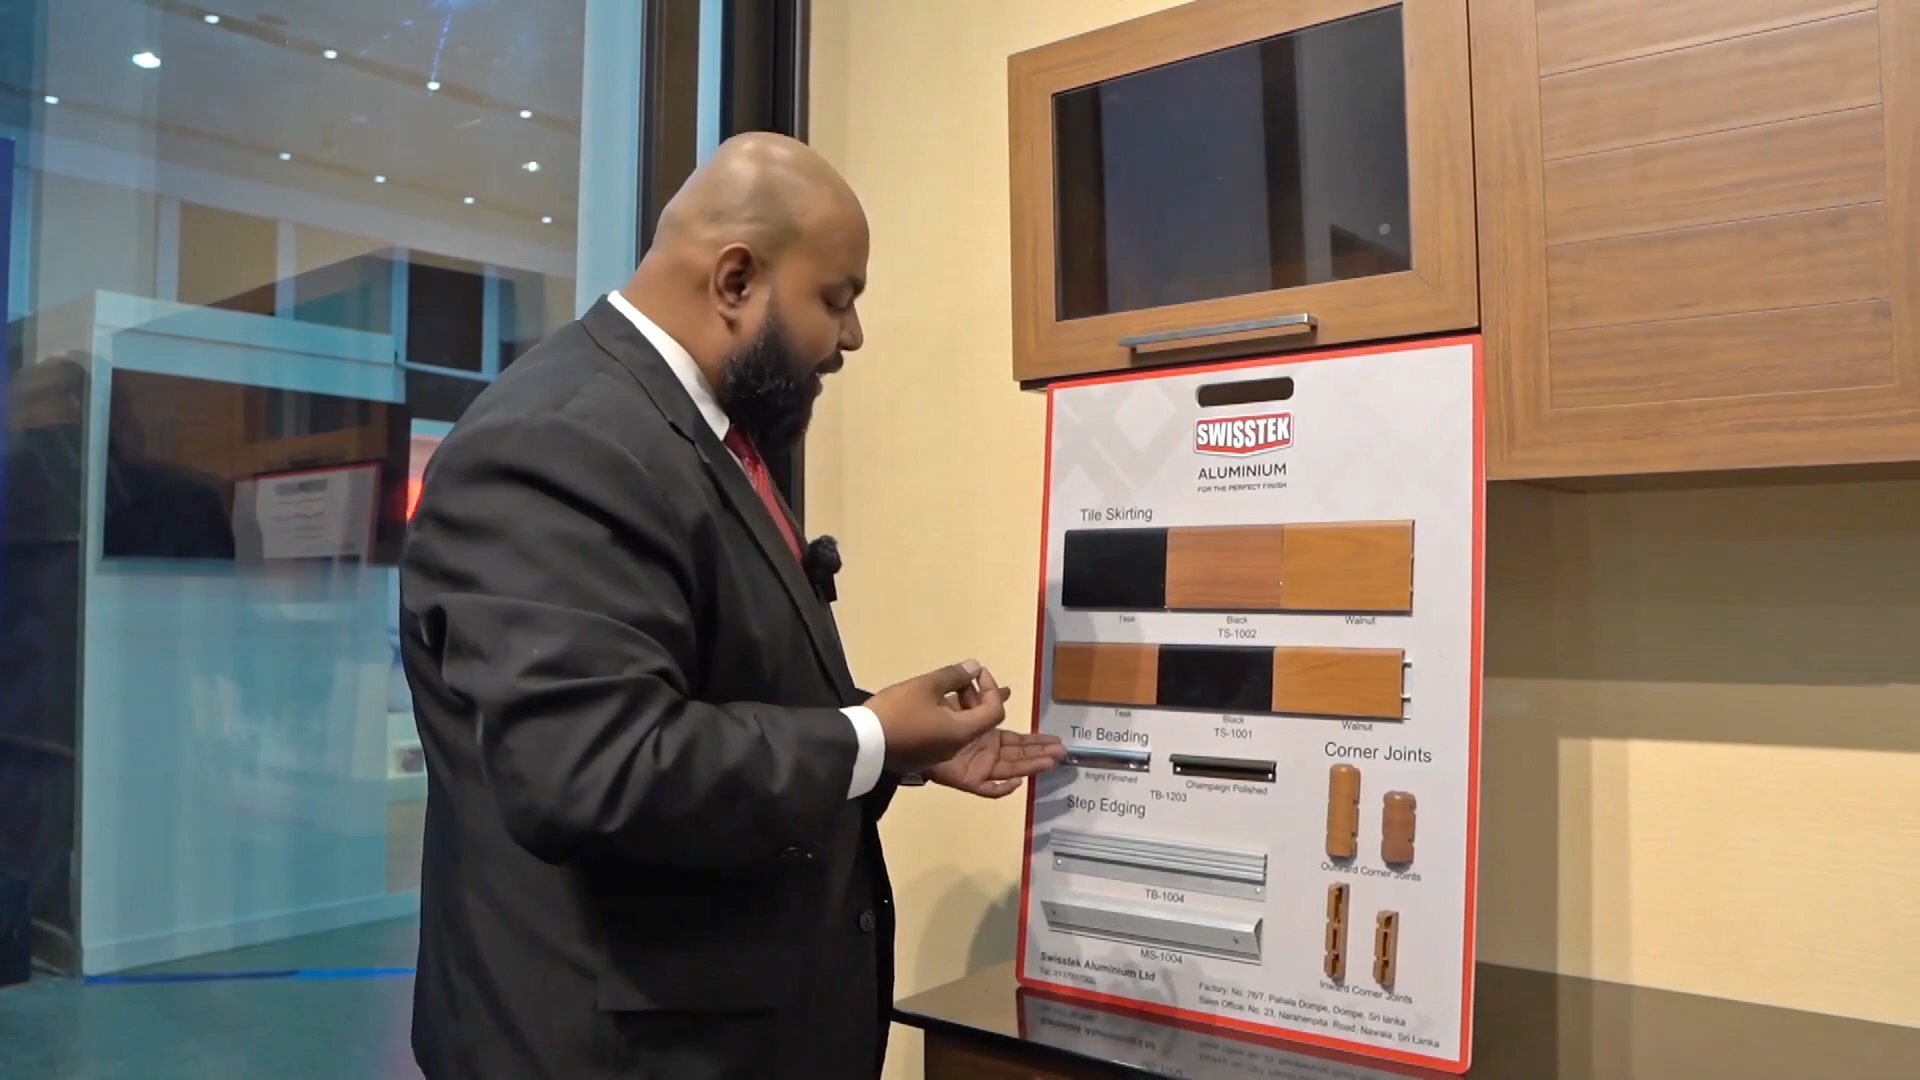 SWISSTEK
ALUMINIUM
FOR THE PERFECT FINISH
Tile Skirting
Teak Black Walnut
TS-1002
Teak Black Walnut
TS-1001
Tile Beading
Bright Finished Champaign Polished
TB-1203
Step Edging
TB-1004
MS-1004
Corner Joints
Outward Corner Joints
Inward Corner Joints
Swisstek Aluminium Ltd
Factory: No. 76/7, Pahala Dompe, Dompe, Sri lanka
Sales Office: No. 23, Narahenpita Road, Nawala, Sri Lanka